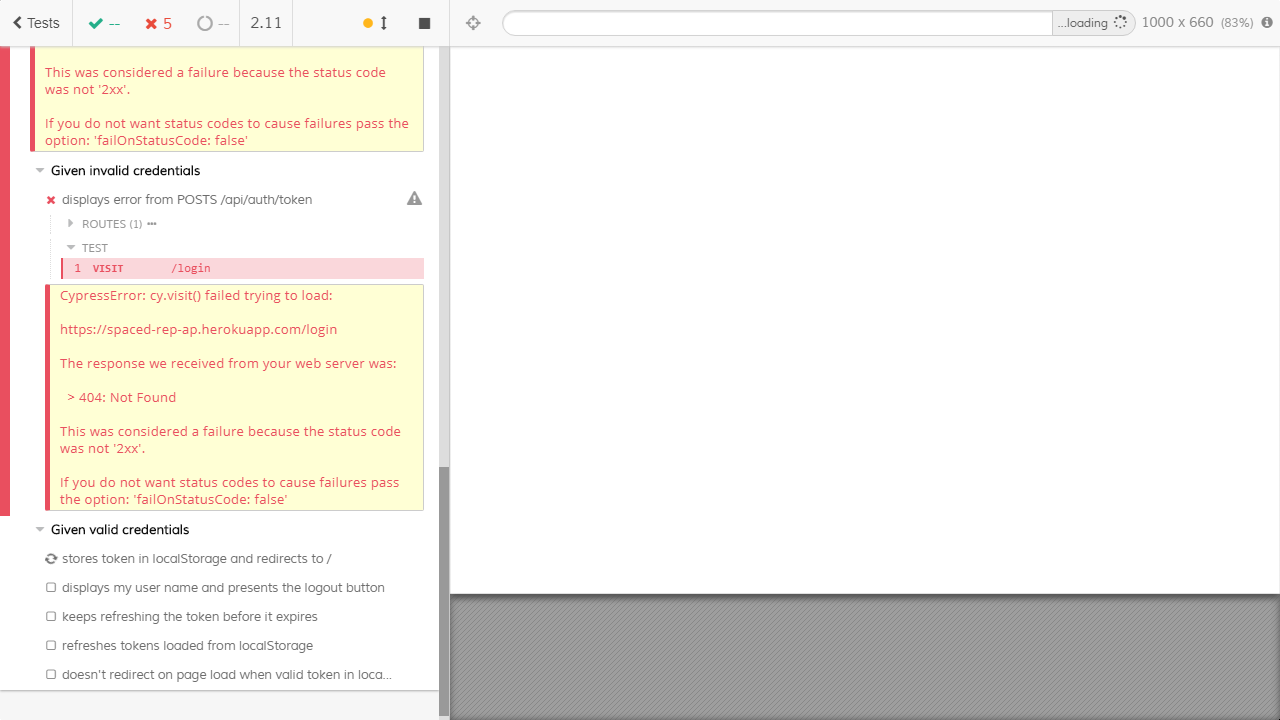 Tests
--
5
--
2.11
...loading
1000 x 660 (83%)
This was considered a failure because the status code
was not '2xx'.
If you do not want status codes to cause failures pass the
option: 'failOnStatusCode: false'
Given invalid credentials
displays error from POSTS /api/auth/token
ROUTES (1) •••
TEST
1 VISIT /login
CypressError: cy.visit() failed trying to load:
https://spaced-rep-ap.herokuapp.com/login
The response we received from your web server was:
> 404: Not Found
This was considered a failure because the status code
was not '2xx'.
If you do not want status codes to cause failures pass
the option: 'failOnStatusCode: false'
Given valid credentials
stores token in localStorage and redirects to /
displays my user name and presents the logout button
keeps refreshing the token before it expires
refreshes tokens loaded from localStorage
doesn't redirect on page load when valid token in loca...